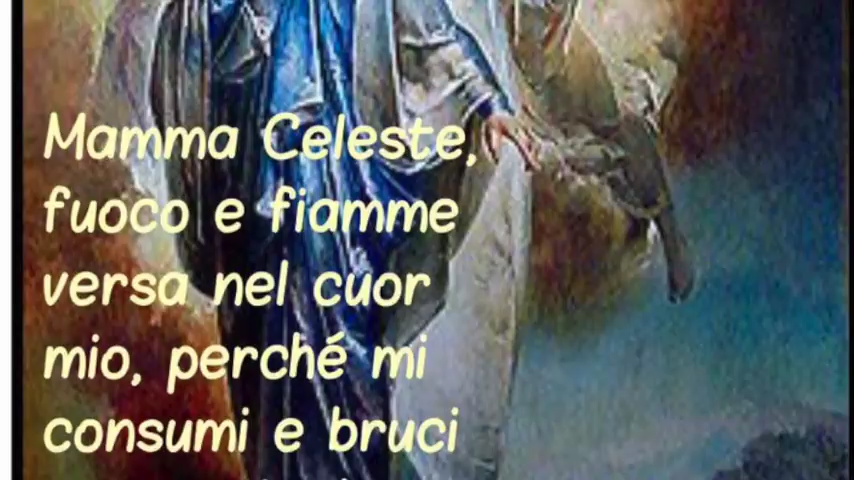 Mamma Celeste,
fuoco e fiamme
versa nel cuor
mio, perché mi
consumi e bruci